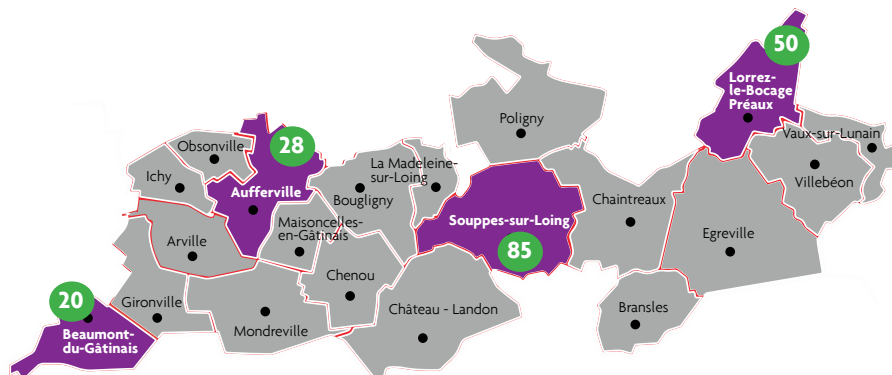 50
Lorrez-
le-Bocage
Préaux
Poligny
Vaux-sur-Lunain
Villebéon
Obsonville
28
Ichy
Aufferville
La Madeleine-
sur-Loing
Bougligny
Maisoncelles-
en-Gâtinais
Souppes-sur-Loing
85
Chaintreaux
Egreville
Arville
Chenou
20
Gironville
Beaumont-
du-Gâtinais
Mondreville
Château - Landon
Bransles